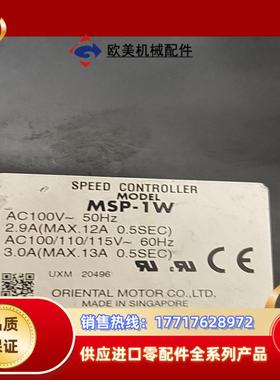 欧美机械配件
SPEED CONTROLLER
MODEL
MSP-1W
AC100V~ 50Hz
2.9A(MAX.12A 0.5SEC)
AC100/110/115V~ 60Hz
3.0A(MAX.13A 0.5SEC)
UXM 20496
ORIENTAL MOTOR CO.,LTD.
MADE IN SINGAPORE
品质
保证
销售热线：17717628972
供应进口零配件全系列产品